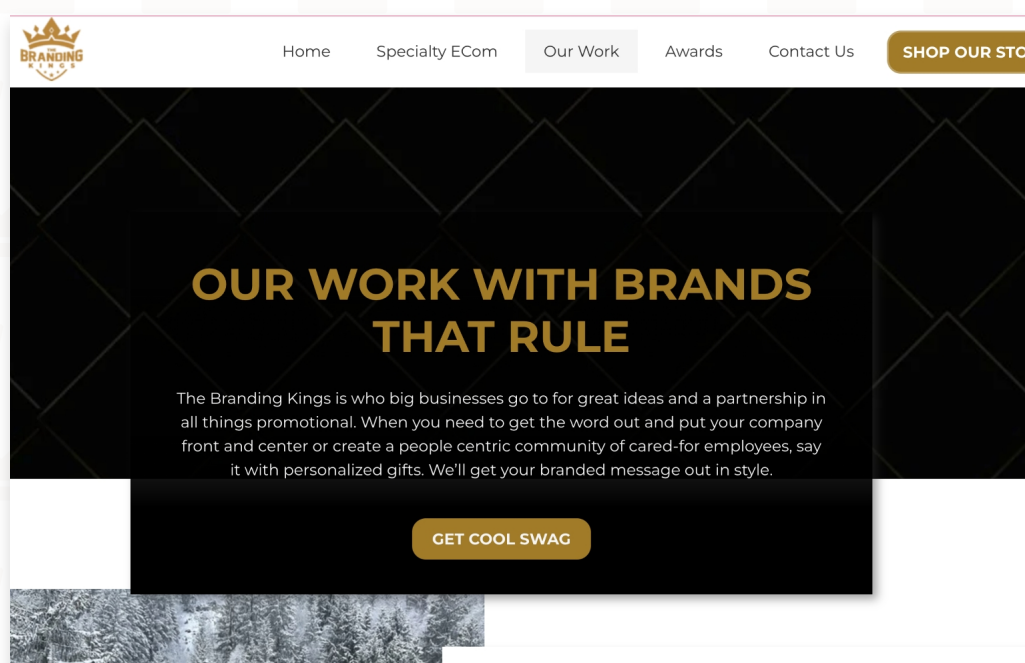 THE
BRANDING
KINGS
Home
Specialty ECom
Our Work
Awards
Contact Us
SHOP OUR STO
OUR WORK WITH BRANDS
THAT RULE
The Branding Kings is who big businesses go to for great ideas and a partnership in
all things promotional. When you need to get the word out and put your company
front and center or create a people centric community of cared-for employees, say
it with personalized gifts. We’ll get your branded message out in style.
GET COOL SWAG